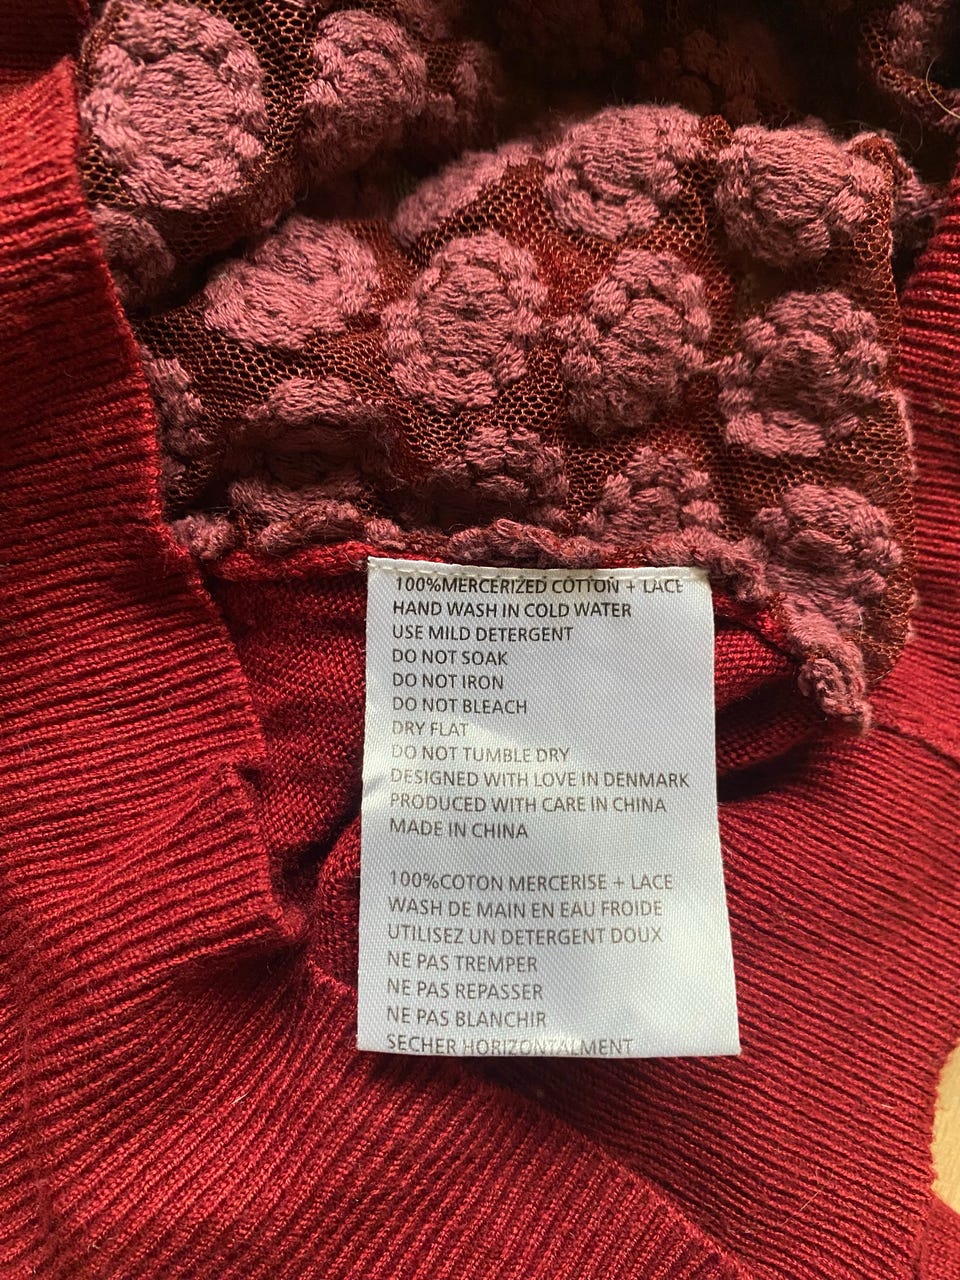 100%MERCERIZED COTTON + LACE
HAND WASH IN COLD WATER
USE MILD DETERGENT
DO NOT SOAK
DO NOT IRON
DO NOT BLEACH
DRY FLAT
DO NOT TUMBLE DRY
DESIGNED WITH LOVE IN DENMARK
PRODUCED WITH CARE IN CHINA
MADE IN CHINA
100%COTON MERCERISE + LACE
WASH DE MAIN EN EAU FROIDE
UTILISEZ UN DETERGENT DOUX
NE PAS TREMPER
NE PAS REPASSER
NE PAS BLANCHIR
SECHER HORIZONTALMENT